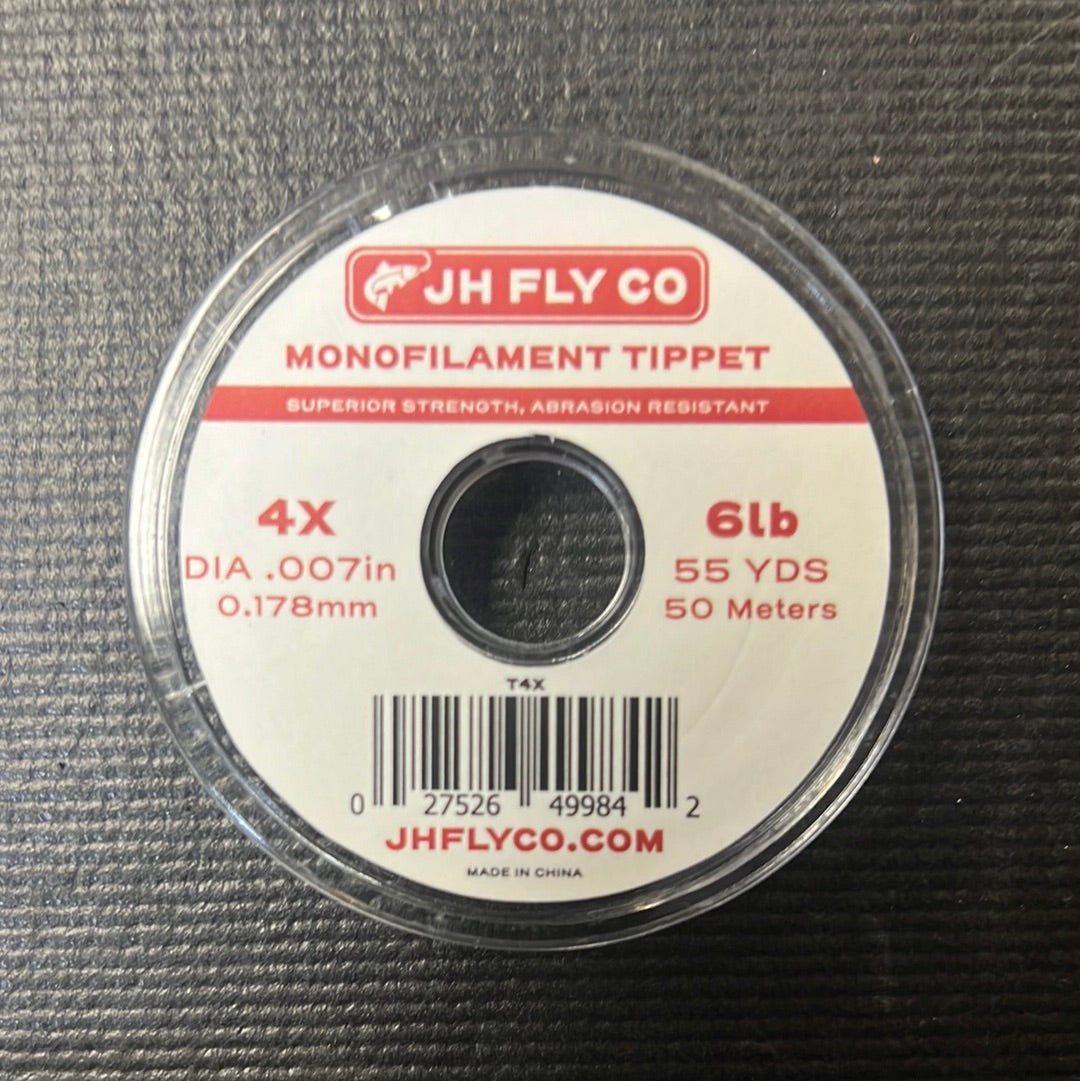 JH FLY CO
MONOFILAMENT TIPPET
SUPERIOR STRENGTH, ABRASION RESISTANT
4X
DIA .007in
0.178mm
6lb
55 YDS
50 Meters
T4X
0 27526 49984 2
JHFLYCO.COM
MADE IN CHINA